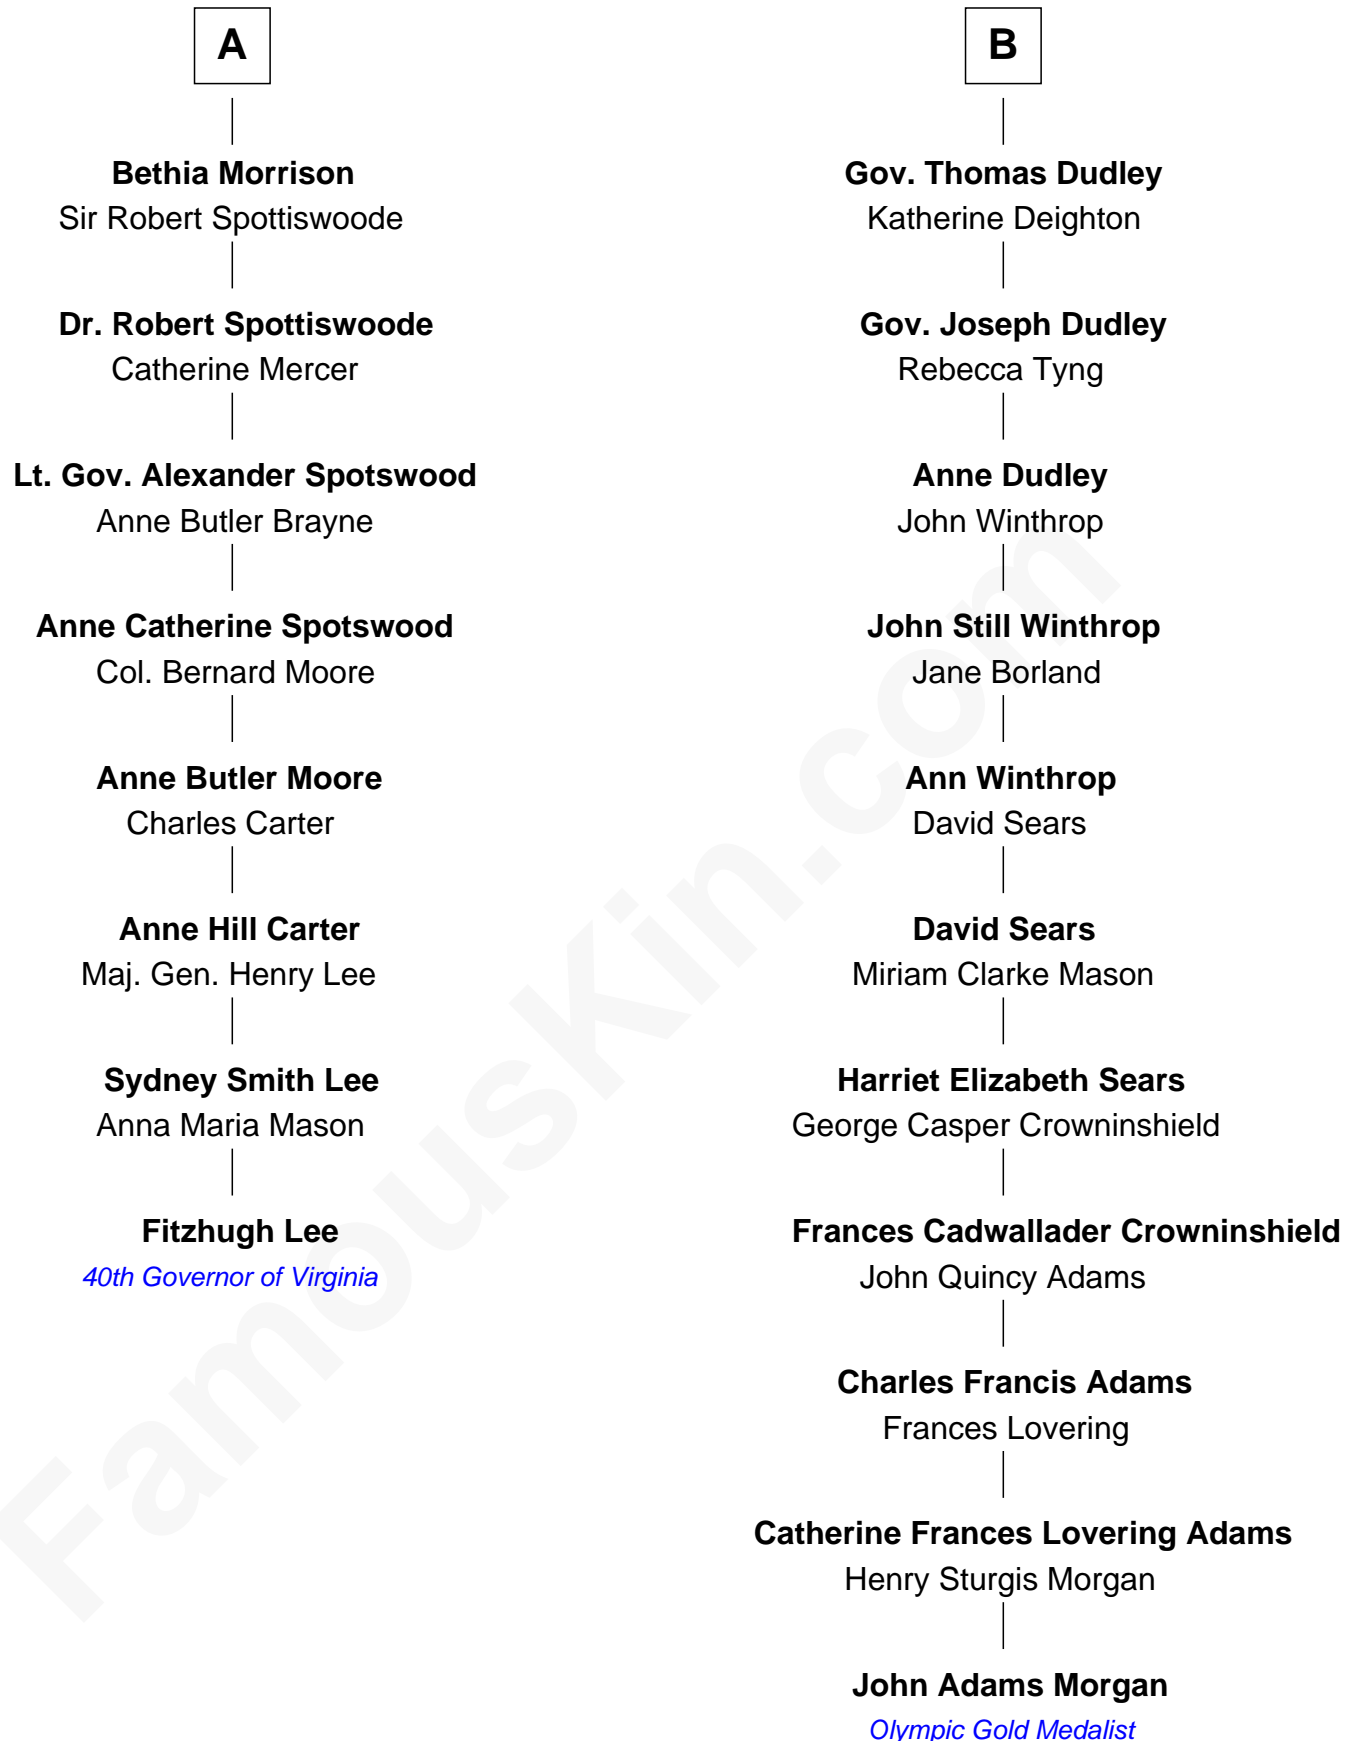 A
Bethia Morrison
Sir Robert Spottiswoode
Dr. Robert Spottiswoode
Catherine Mercer
Lt. Gov. Alexander Spotswood
Anne Butler Brayne
Anne Catherine Spotswood
Col. Bernard Moore
Anne Butler Moore
Charles Carter
Anne Hill Carter
Maj. Gen. Henry Lee
Sydney Smith Lee
Anna Maria Mason
Fitzhugh Lee
40th Governor of Virginia
B
Gov. Thomas Dudley
Katherine Deighton
Gov. Joseph Dudley
Rebecca Tyng
Anne Dudley
John Winthrop
John Still Winthrop
Jane Borland
Ann Winthrop
David Sears
David Sears
Miriam Clarke Mason
Harriet Elizabeth Sears
George Casper Crowninshield
Frances Cadwallader Crowninshield
John Quincy Adams
Charles Francis Adams
Frances Lovering
Catherine Frances Lovering Adams
Henry Sturgis Morgan
John Adams Morgan
Olympic Gold Medalist
FamousKin.com